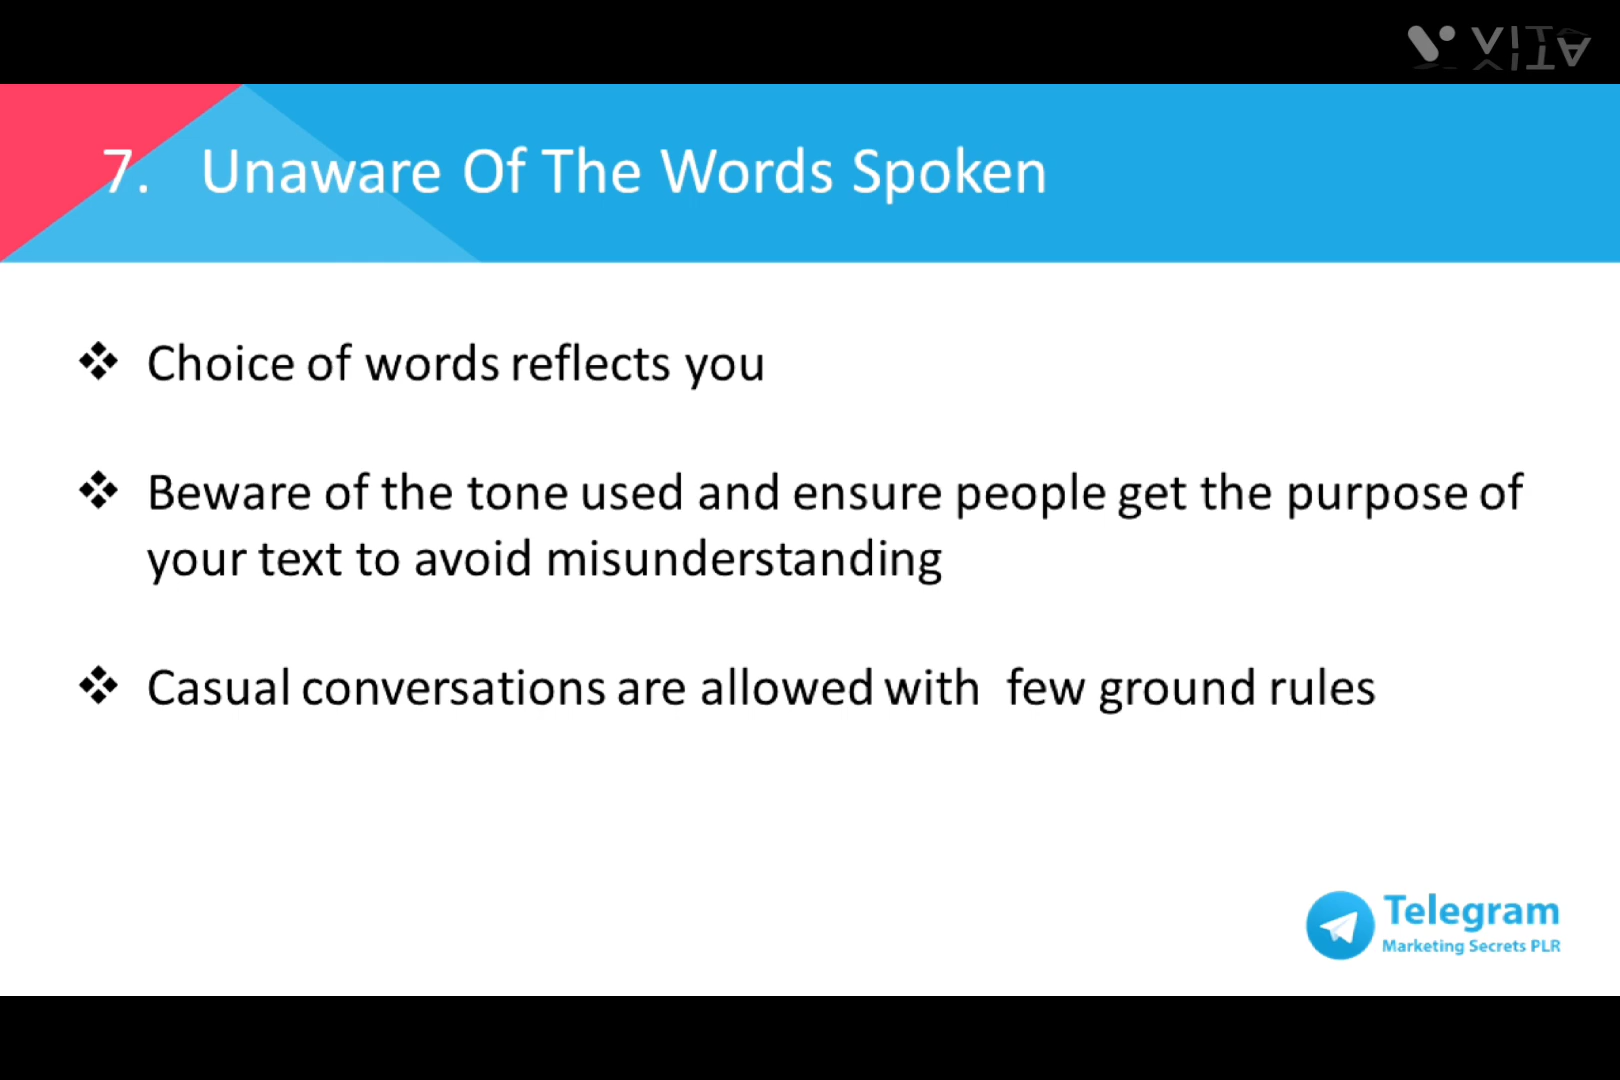 VITA
7. Unaware Of The Words Spoken
❖ Choice of words reflects you
❖ Beware of the tone used and ensure people get the purpose of
your text to avoid misunderstanding
❖ Casual conversations are allowed with few ground rules
Telegram
Marketing Secrets PLR